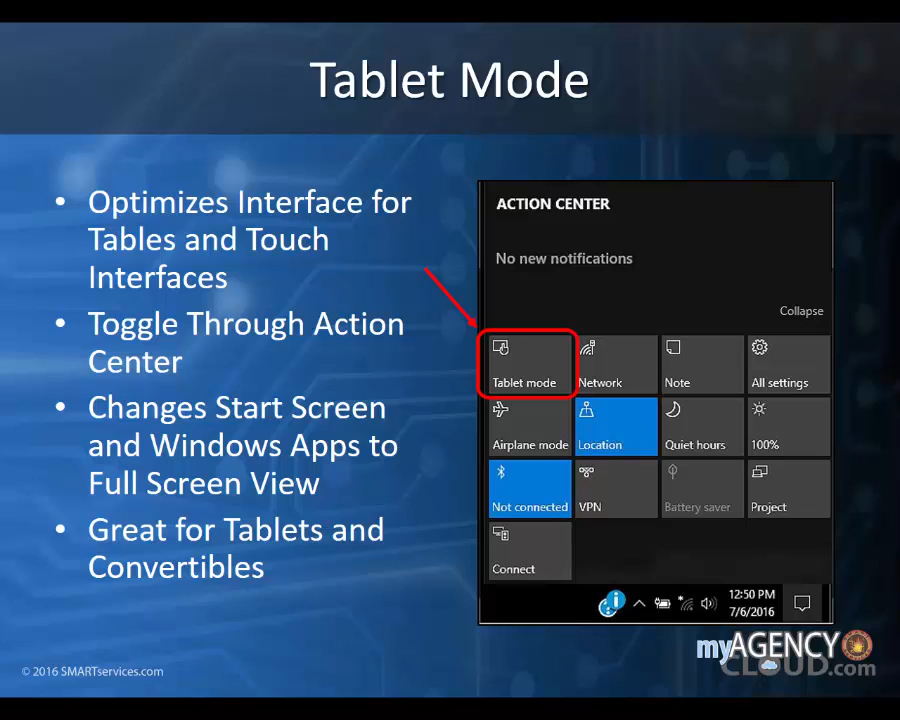 Tablet Mode
• Optimizes Interface for
Tables and Touch
Interfaces
• Toggle Through Action
Center
• Changes Start Screen
and Windows Apps to
Full Screen View
• Great for Tablets and
Convertibles
ACTION CENTER
No new notifications
Collapse
Tablet mode Network Note All settings
Airplane mode Location Quiet hours 100%
Not connected VPN Battery saver Project
Connect
12:50 PM
7/6/2016
myAGENCY
CLOUD.com
© 2016 SMARTservices.com